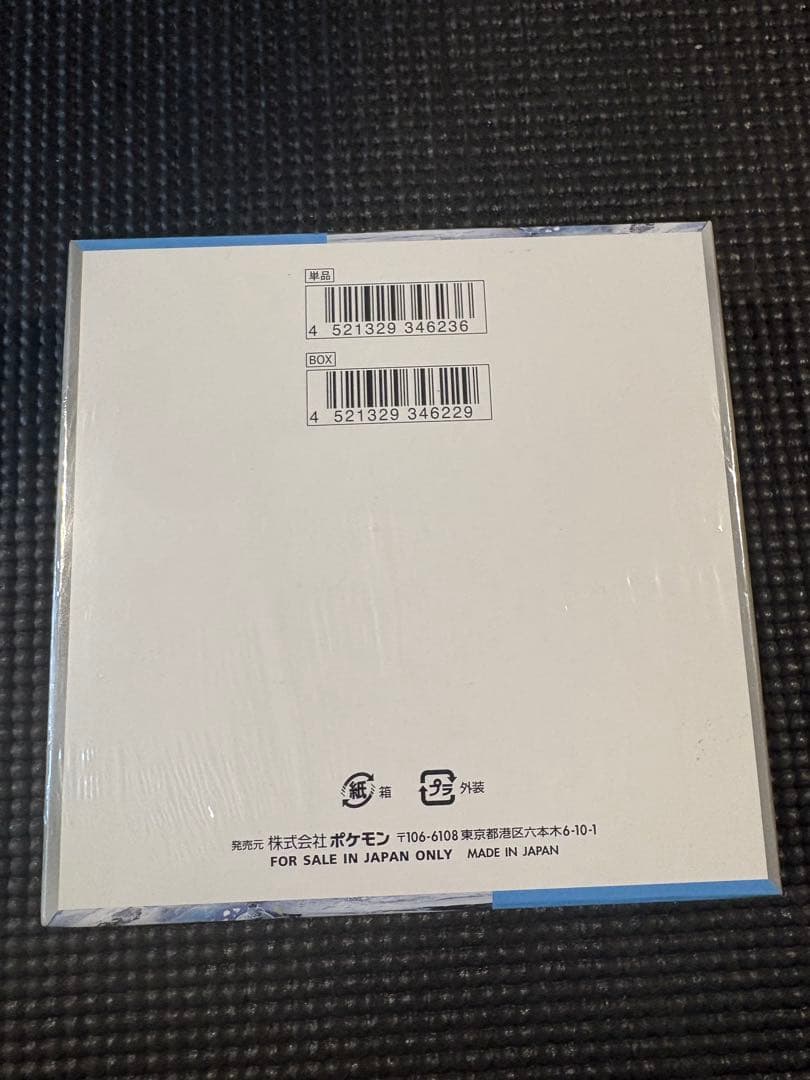 単品
4 521329 346236
BOX
4 521329 346229
紙 箱 プラ 外装
発売元 株式会社 ポケモン 〒106-6108 東京都港区六本木6-10-1
FOR SALE IN JAPAN ONLY MADE IN JAPAN